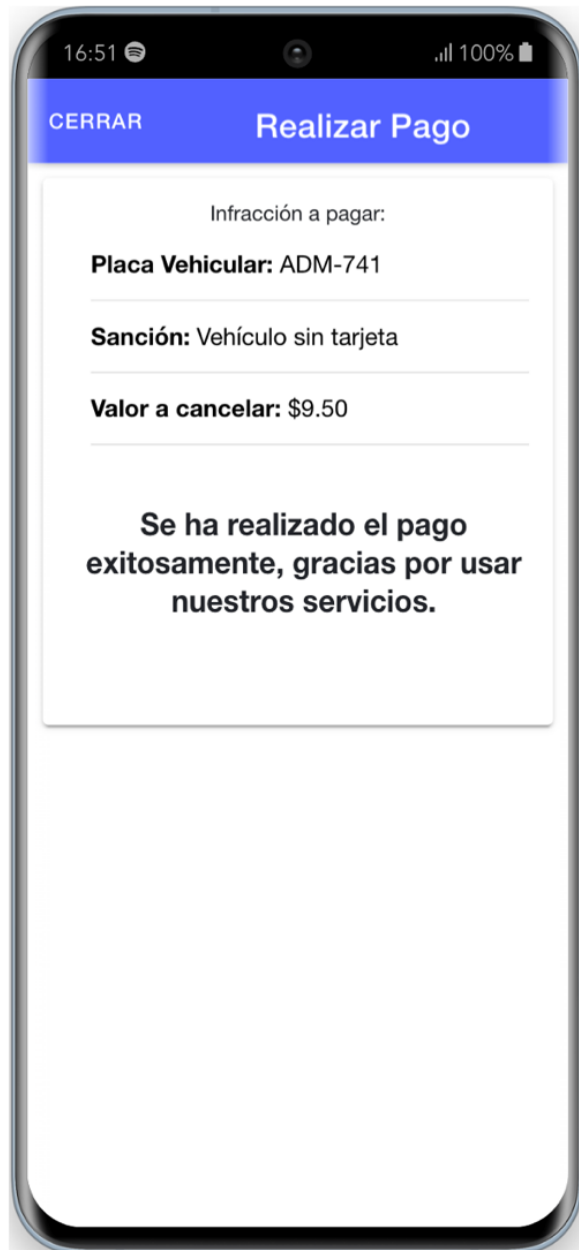 16:51 100%
CERRAR Realizar Pago
Infracción a pagar:
Placa Vehicular: ADM-741
Sanción: Vehículo sin tarjeta
Valor a cancelar: $9.50
Se ha realizado el pago
exitosamente, gracias por usar
nuestros servicios.